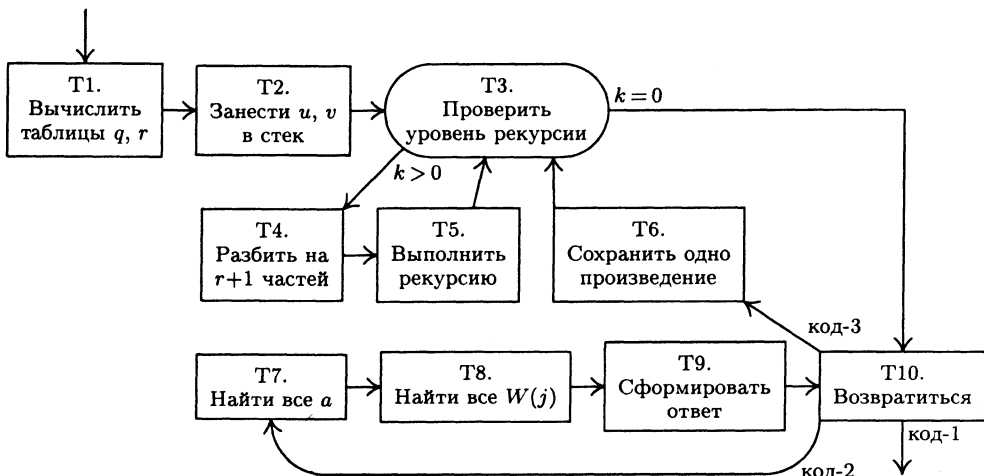 T1.
Вычислить
таблицы q, r
T2.
Занести u, v
в стек
T3.
Проверить
уровень рекурсии
k = 0
k > 0
T4.
Разбить на
r+1 частей
T5.
Выполнить
рекурсию
T6.
Сохранить одно
произведение
код-3
T7.
Найти все a
T8.
Найти все W(j)
T9.
Сформировать
ответ
T10.
Возвратиться
код-1
код-2